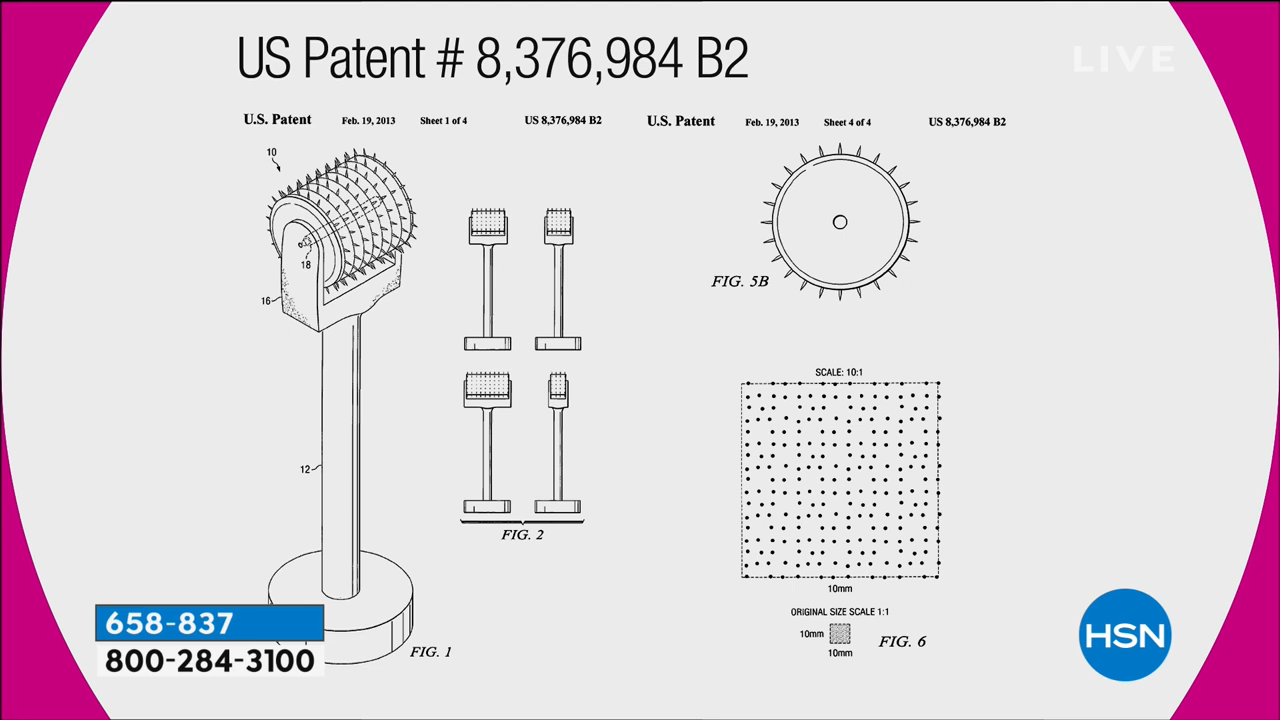 US Patent # 8,376,984 B2
LIVE
U.S. Patent Feb. 19, 2013 Sheet 1 of 4 US 8,376,984 B2
U.S. Patent Feb. 19, 2013 Sheet 4 of 4 US 8,376,984 B2
10
18
16
12
FIG. 1
FIG. 2
FIG. 5B
SCALE: 10:1
10mm
ORIGINAL SIZE SCALE 1:1
10mm
10mm
FIG. 6
658-837
800-284-3100
HSN